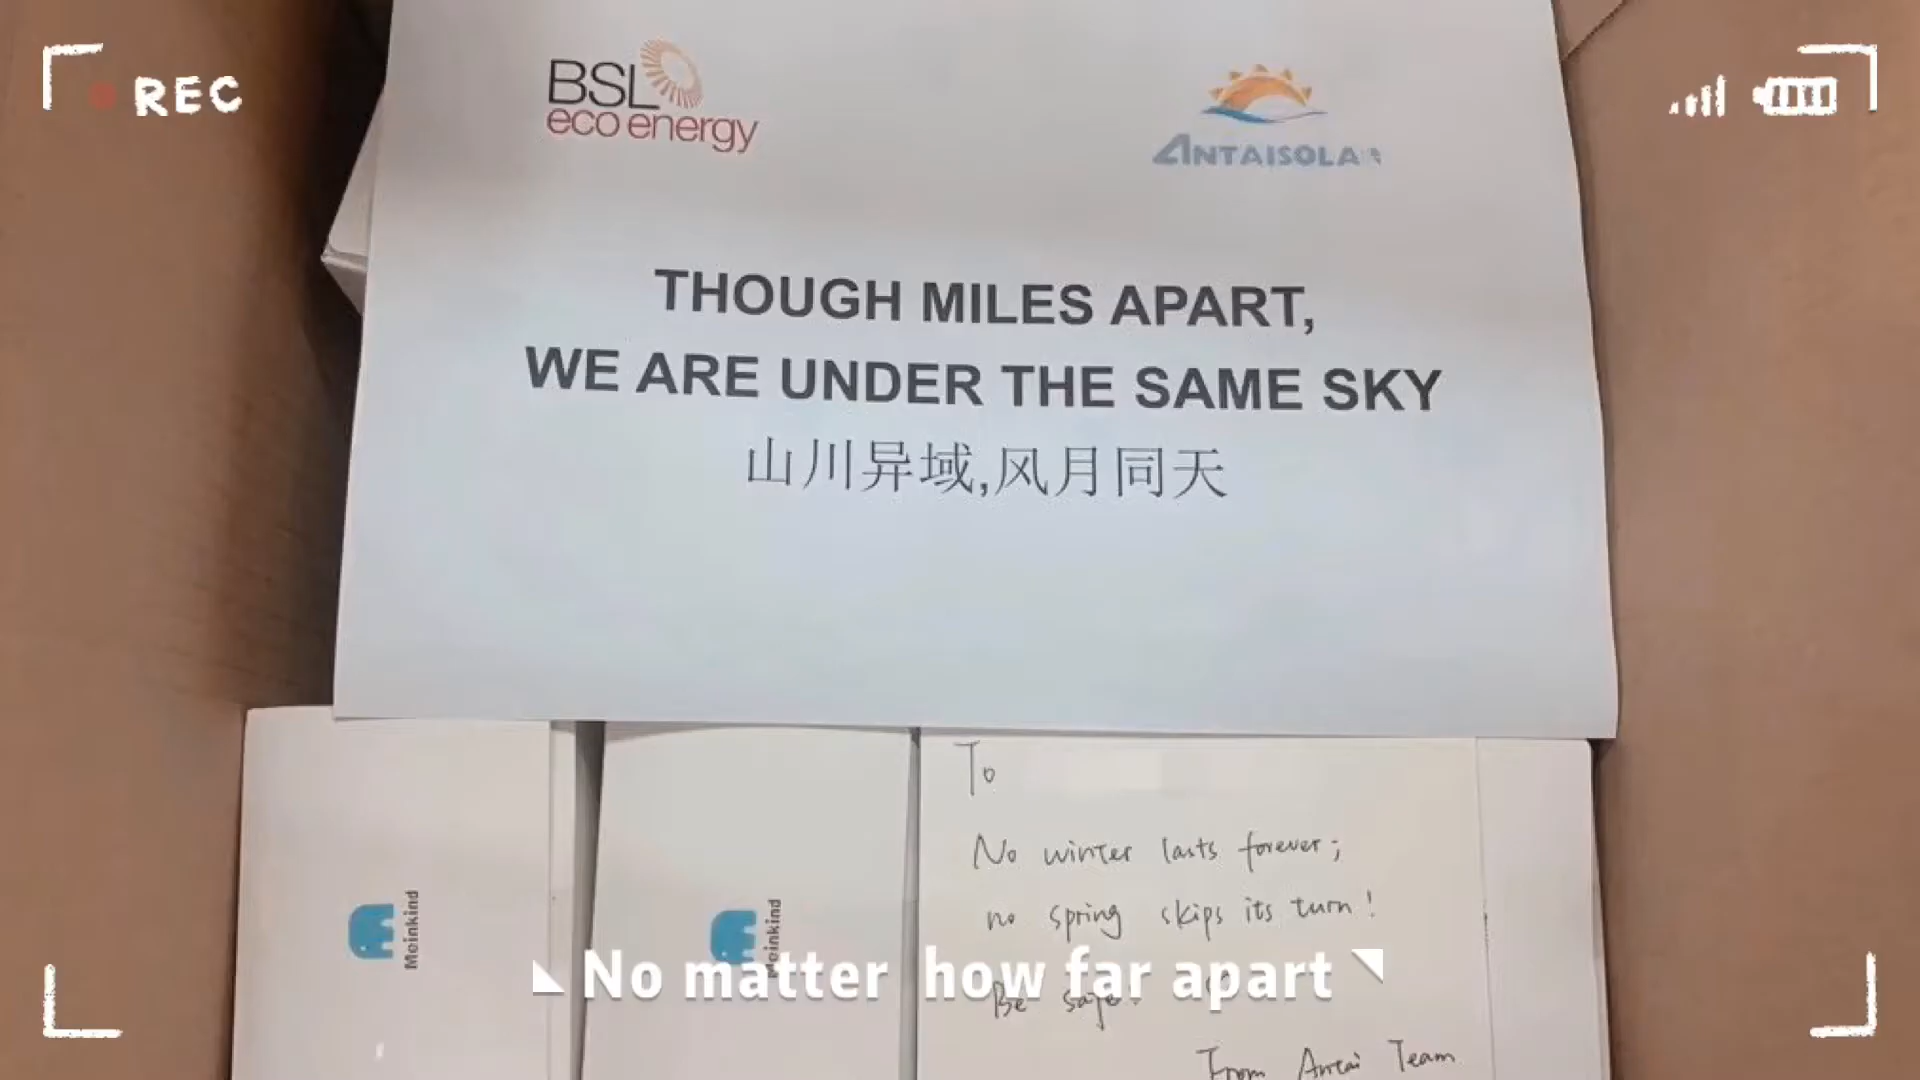 REC
BSL
eco energy
ANTAISOLAR
THOUGH MILES APART,
WE ARE UNDER THE SAME SKY
山川异域,风月同天
To
No winter lasts forever;
no spring skips its turn!
Be safe!
From Antai Team
Meinkind
Meinkind
No matter how far apart